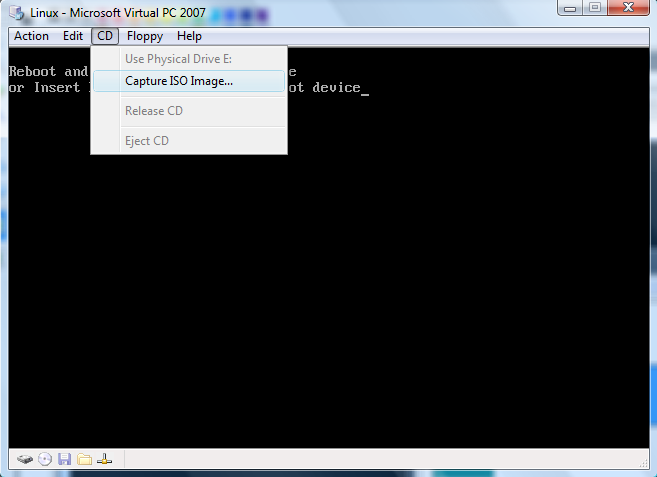 Linux - Microsoft Virtual PC 2007
Action Edit CD Floppy Help
Use Physical Drive E:
Capture ISO Image...
Release CD
Eject CD
Reboot and
or Insert device_